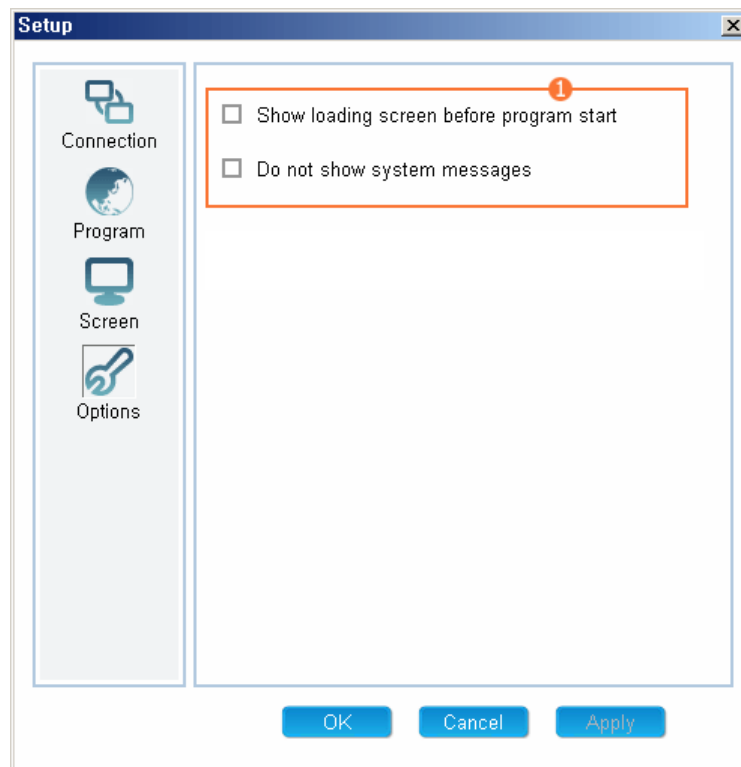 Setup
Connection
Program
Screen
Options
1
Show loading screen before program start
Do not show system messages
OK
Cancel
Apply